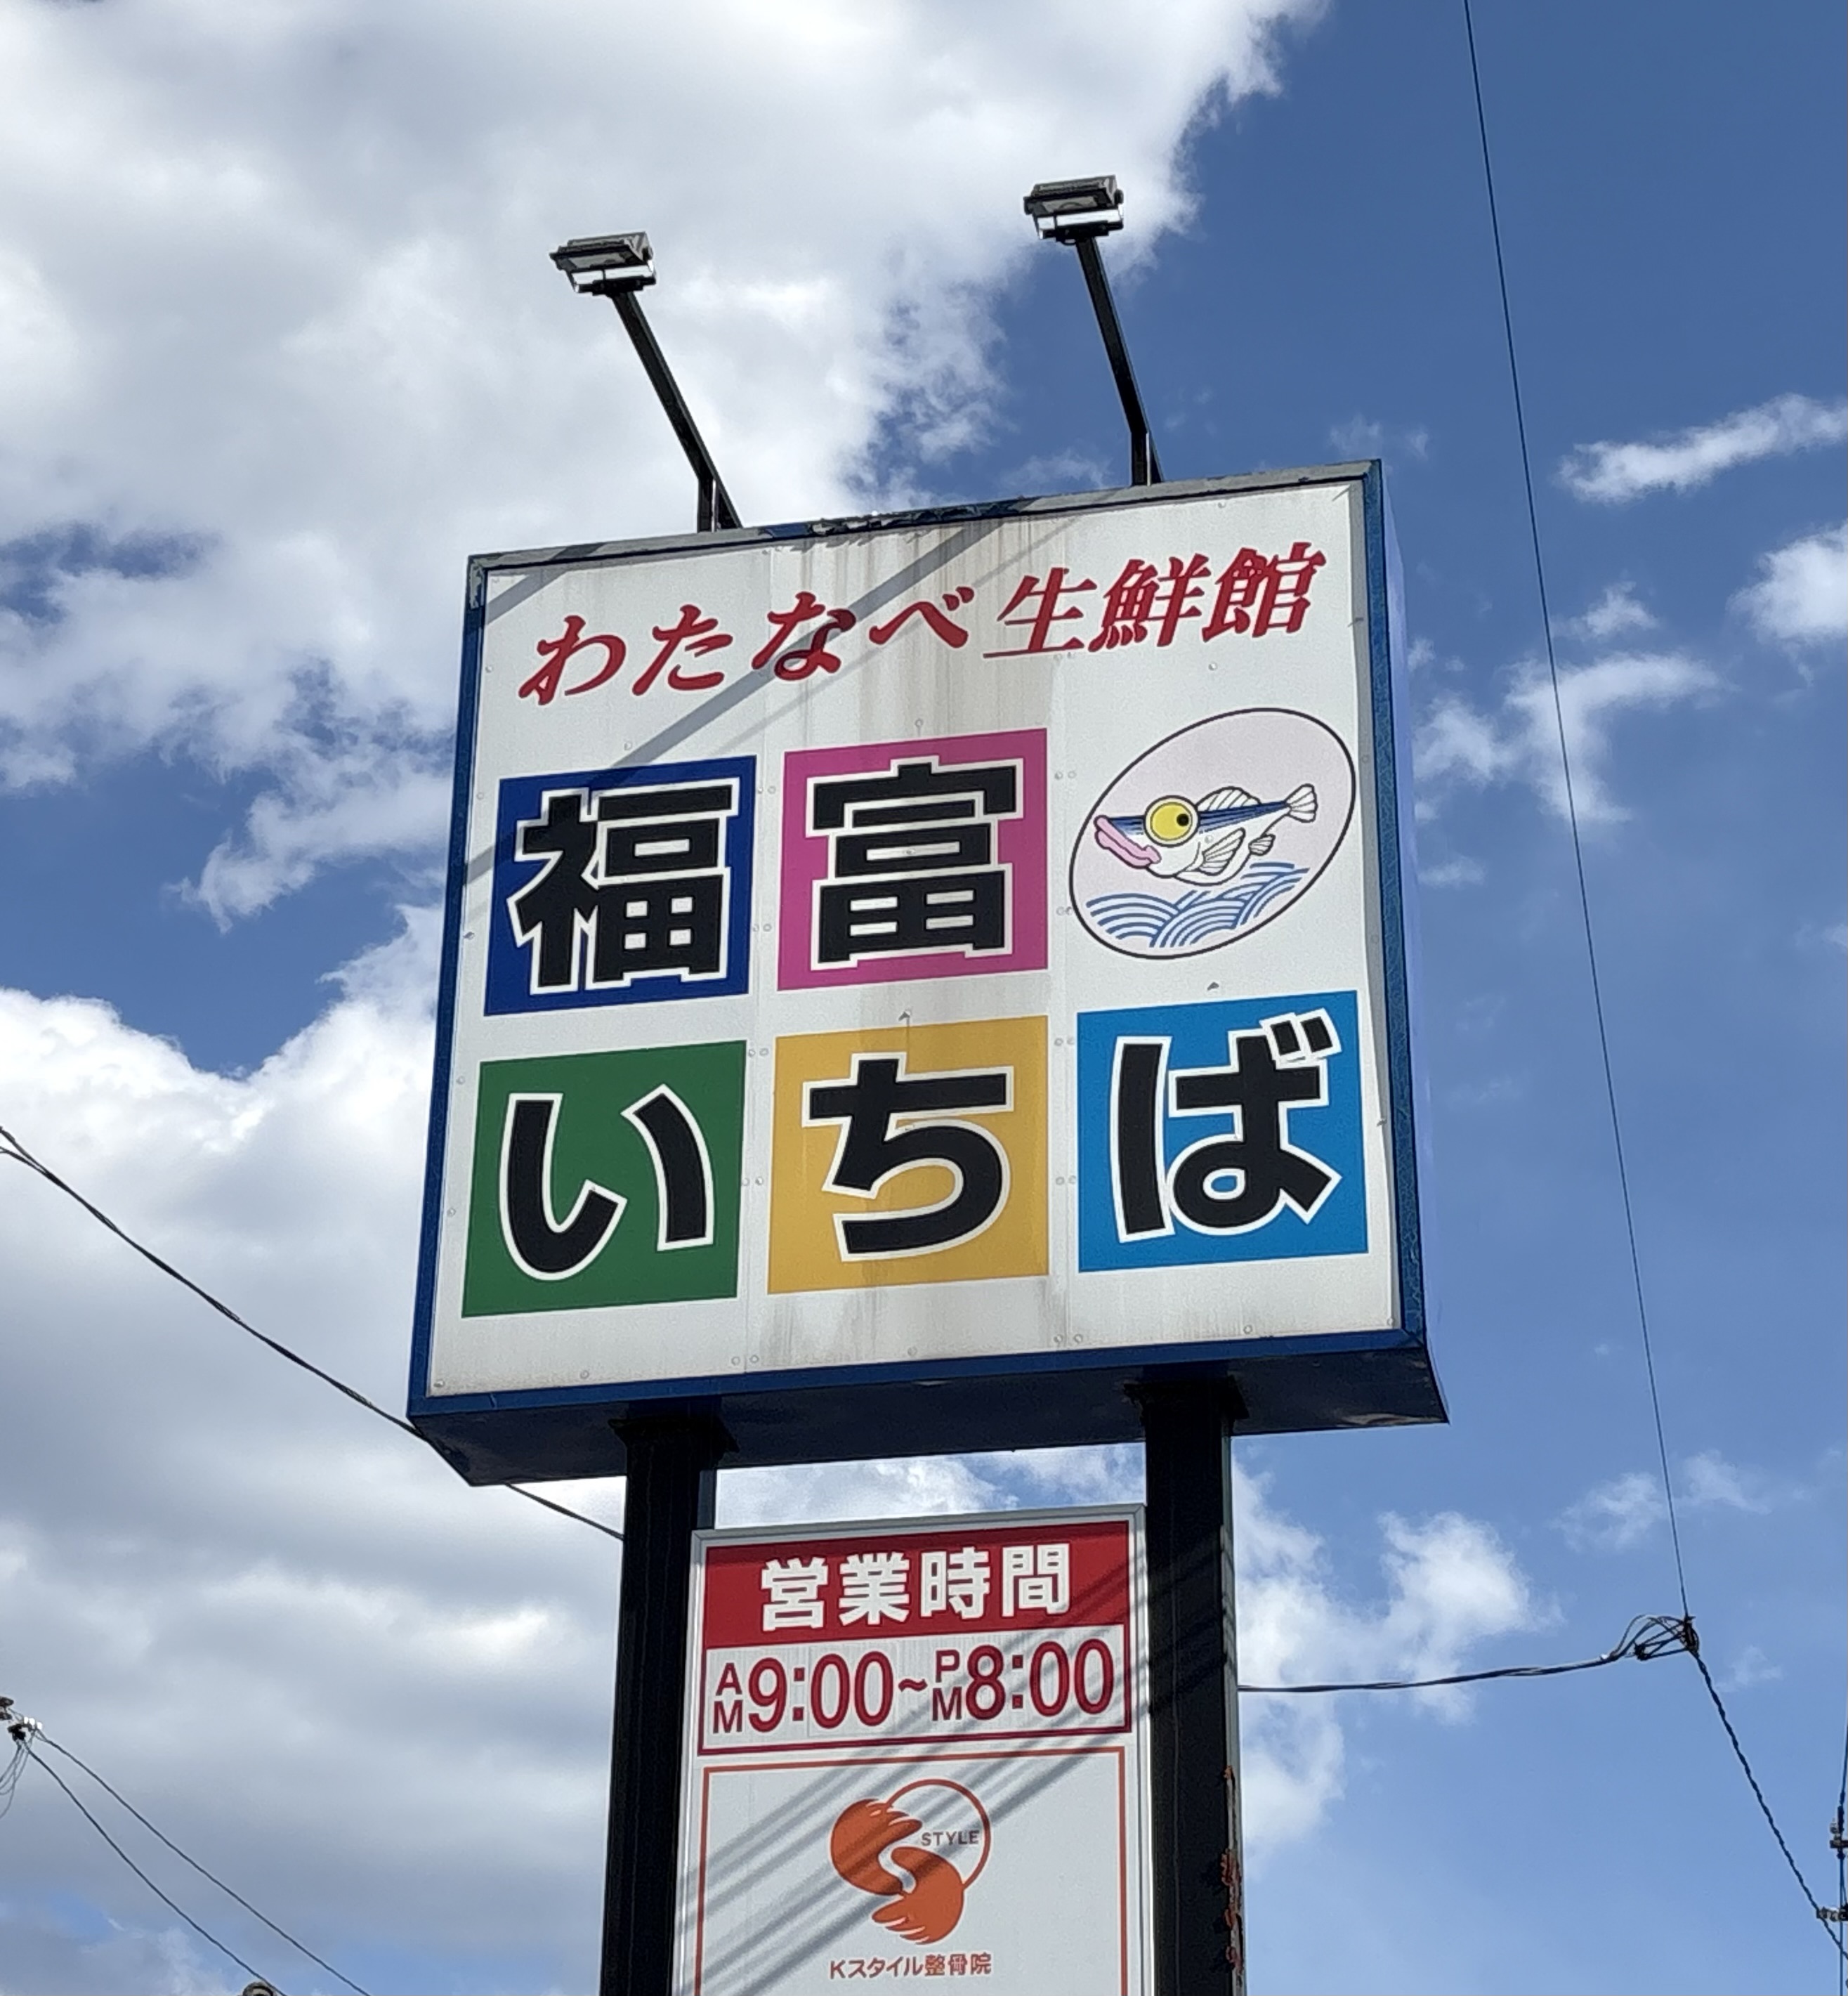 わたなべ生鮮館
福富
いちば
営業時間
AM9:00~PM8:00
STYLE
Kスタイル整骨院